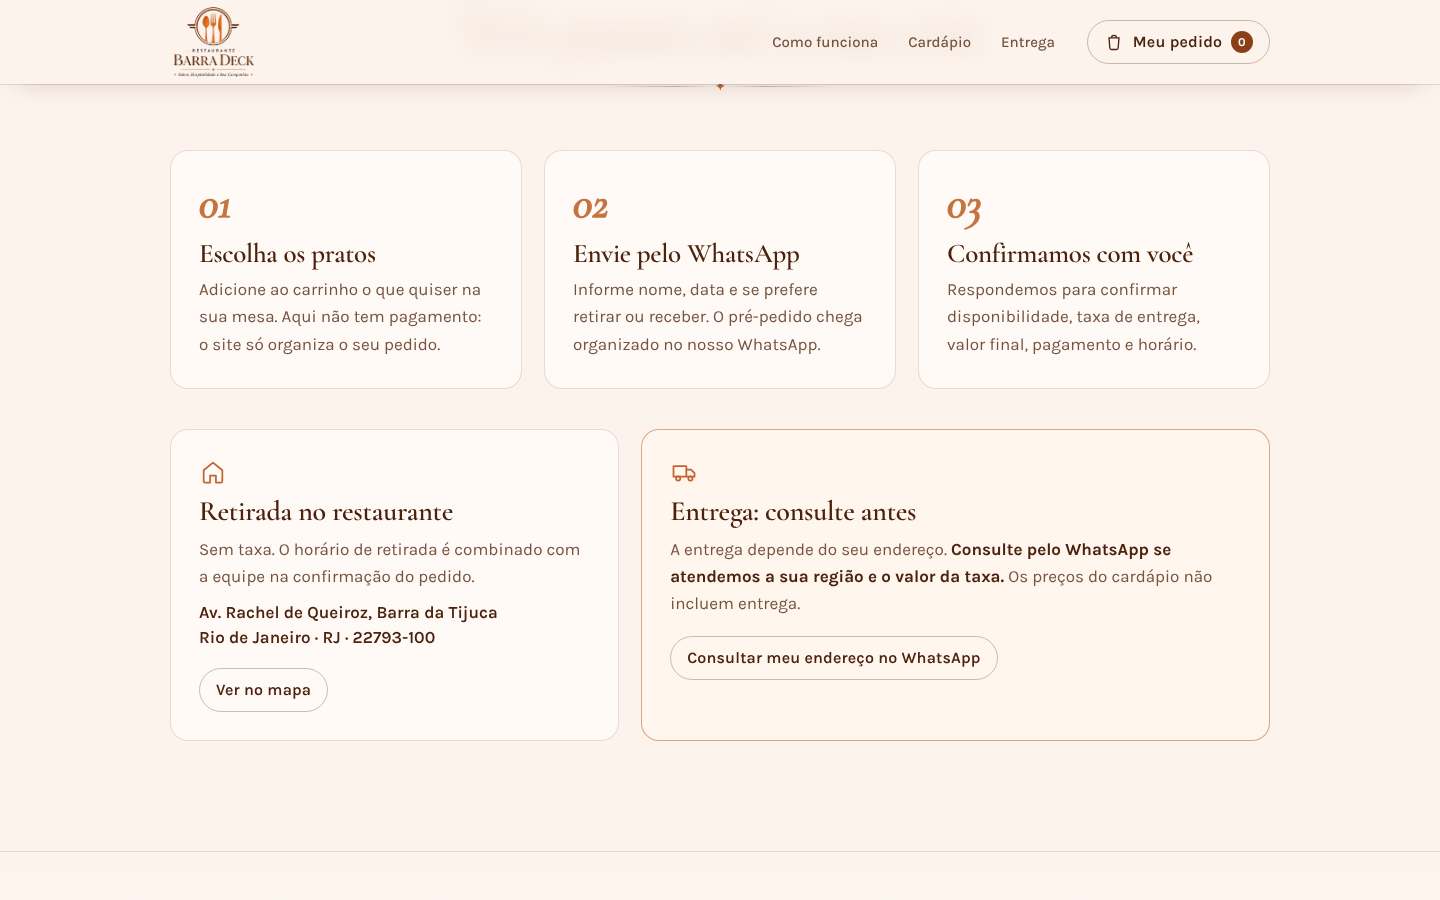 RESTAURANTE
BARRA DECK
Como funciona
Cardápio
Entrega
Meu pedido
0
01
Escolha os pratos
Adicione ao carrinho o que quiser na
sua mesa. Aqui não tem pagamento:
o site só organiza o seu pedido.
02
Envie pelo WhatsApp
Informe nome, data e se prefere
retirar ou receber. O pré-pedido chega
organizado no nosso WhatsApp.
03
Confirmamos com você
Respondemos para confirmar
disponibilidade, taxa de entrega,
valor final, pagamento e horário.
Retirada no restaurante
Sem taxa. O horário de retirada é combinado com
a equipe na confirmação do pedido.
Av. Rachel de Queiroz, Barra da Tijuca
Rio de Janeiro · RJ · 22793-100
Ver no mapa
Entrega: consulte antes
A entrega depende do seu endereço. Consulte pelo WhatsApp se
atendemos a sua região e o valor da taxa. Os preços do cardápio não
incluem entrega.
Consultar meu endereço no WhatsApp